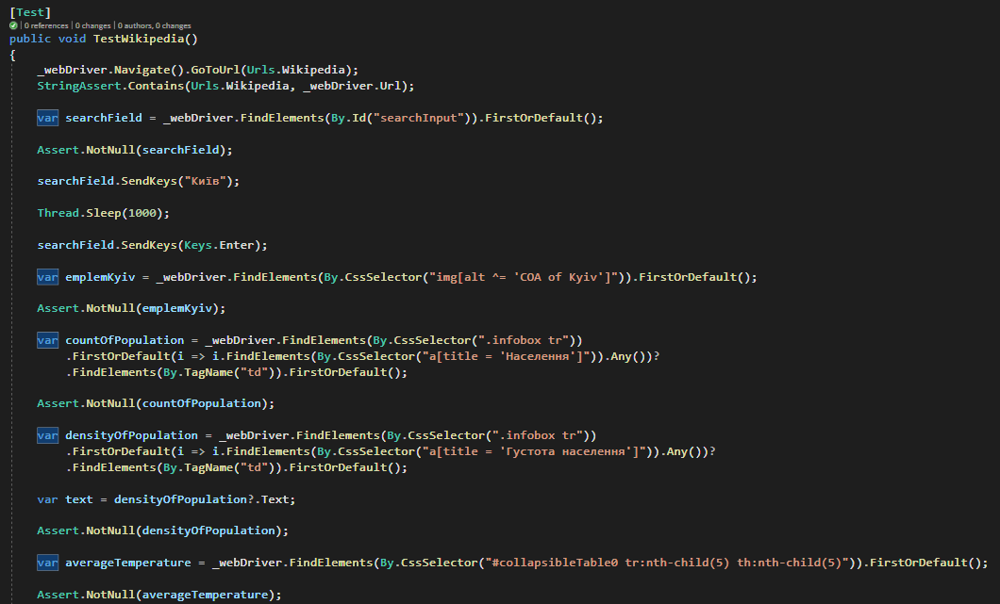 [Test]
| 0 references | 0 changes | 0 authors, 0 changes
public void TestWikipedia()
{
_webDriver.Navigate().GoToUrl(Urls.Wikipedia);
StringAssert.Contains(Urls.Wikipedia, _webDriver.Url);
var searchField = _webDriver.FindElements(By.Id("searchInput")).FirstOrDefault();
Assert.NotNull(searchField);
searchField.SendKeys("Київ");
Thread.Sleep(1000);
searchField.SendKeys(Keys.Enter);
var emplemKyiv = _webDriver.FindElements(By.CssSelector("img[alt ^= 'COA of Kyiv']")).FirstOrDefault();
Assert.NotNull(emplemKyiv);
var countOfPopulation = _webDriver.FindElements(By.CssSelector(".infobox tr"))
.FirstOrDefault(i => i.FindElements(By.CssSelector("a[title = 'Населення']")).Any())?
.FindElements(By.TagName("td")).FirstOrDefault();
Assert.NotNull(countOfPopulation);
var densityOfPopulation = _webDriver.FindElements(By.CssSelector(".infobox tr"))
.FirstOrDefault(i => i.FindElements(By.CssSelector("a[title = 'Густота населення']")).Any())?
.FindElements(By.TagName("td")).FirstOrDefault();
var text = densityOfPopulation?.Text;
Assert.NotNull(densityOfPopulation);
var averageTemperature = _webDriver.FindElements(By.CssSelector("#collapsibleTable0 tr:nth-child(5) th:nth-child(5)")).FirstOrDefault();
Assert.NotNull(averageTemperature);